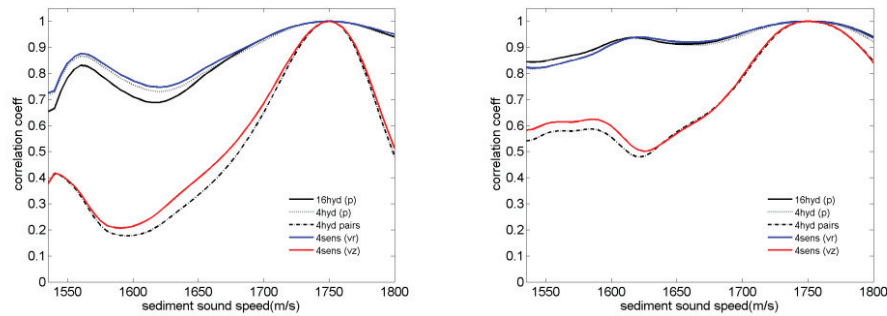 1
0.9
0.8
0.7
0.6
0.5
0.4
0.3
0.2
0.1
0
correlation coeff
16hyd (p)
4hyd (p)
4hyd pairs
4sens (vr)
4sens (vz)
1550 1600 1650 1700 1750 1800
sediment sound speed(m/s)
1
0.9
0.8
0.7
0.6
0.5
0.4
0.3
0.2
0.1
0
correlation coeff
16hyd (p)
4hyd (p)
4hyd pairs
4sens (vr)
4sens (vz)
1550 1600 1650 1700 1750 1800
sediment sound speed(m/s)